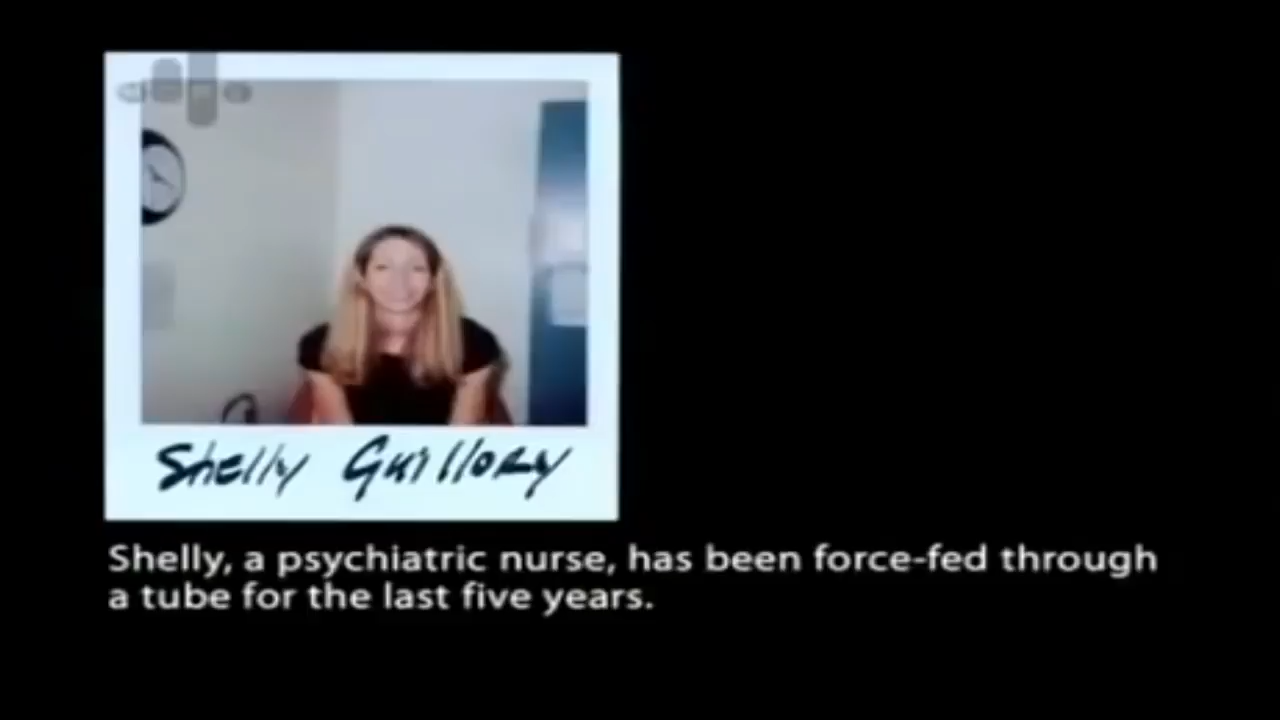 Shelly Guillory
Shelly, a psychiatric nurse, has been force-fed through
a tube for the last five years.